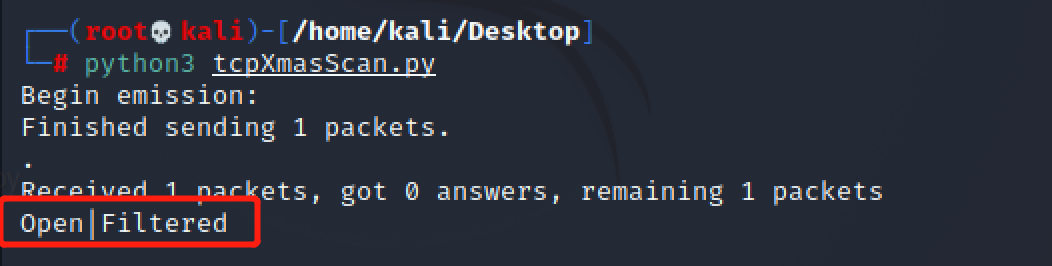 (root💀kali)-[/home/kali/Desktop]
# python3 tcpXmasScan.py
Begin emission:
Finished sending 1 packets.
.
Received 1 packets, got 0 answers, remaining 1 packets
Open|Filtered